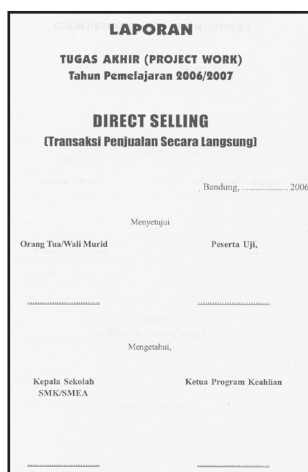 LAPORAN
TUGAS AKHIR (PROJECT WORK)
Tahun Pemelajaran 2006/2007
DIRECT SELLING
(Transaksi Penjualan Secara Langsung)
Bandung, ................... 2006
Menyetujui
Orang Tua/Wali Murid Peserta Uji,
............................. .............................
Mengetahui,
Kepala Sekolah Ketua Program Keahlian
SMK/SMEA
............................. .............................